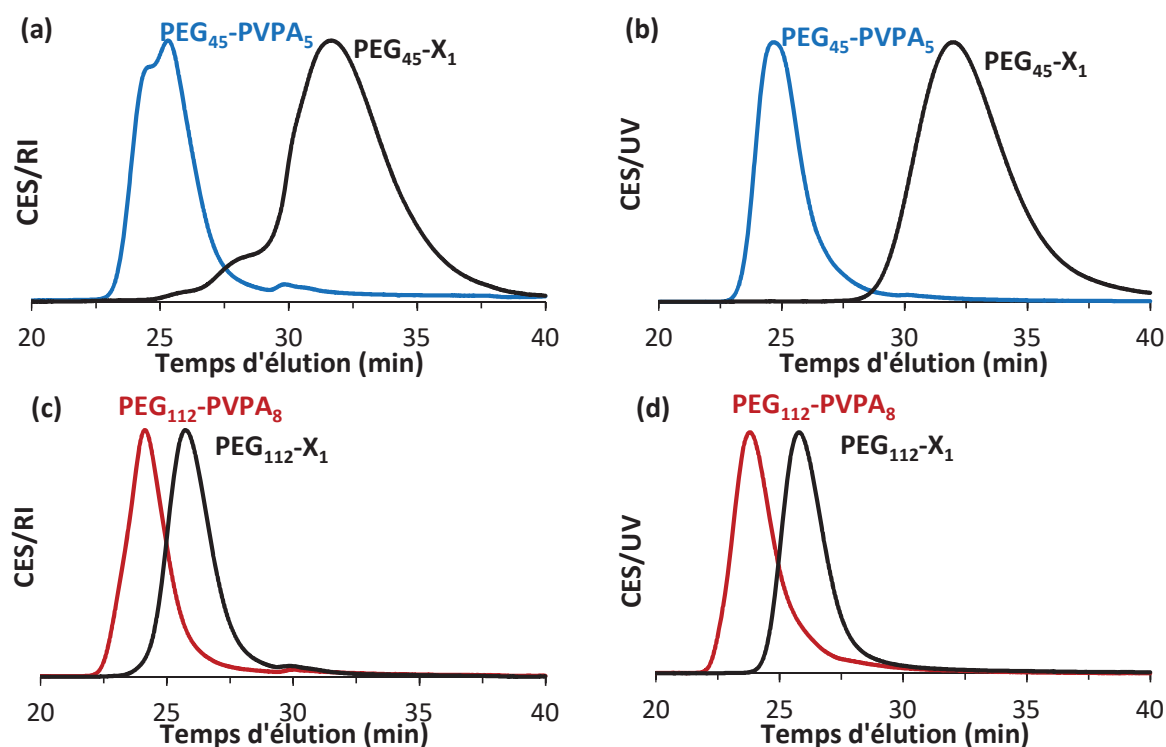 (a)
PEG45-PVPA5
PEG45-X1
CES/RI
20 25 30 35 40
Temps d'élution (min)
(b)
PEG45-PVPA5
PEG45-X1
CES/UV
20 25 30 35 40
Temps d'élution (min)
(c)
PEG112-PVPA8
PEG112-X1
CES/RI
20 25 30 35 40
Temps d'élution (min)
(d)
PEG112-PVPA8
PEG112-X1
CES/UV
20 25 30 35 40
Temps d'élution (min)